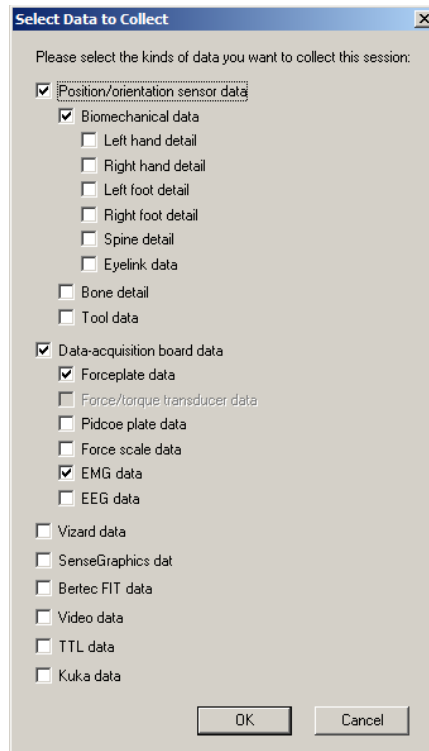 Select Data to Collect
Please select the kinds of data you want to collect this session:
Position/orientation sensor data
Biomechanical data
Left hand detail
Right hand detail
Left foot detail
Right foot detail
Spine detail
Eyelink data
Bone detail
Tool data
Data-acquisition board data
Forceplate data
Force/torque transducer data
Pidcoe plate data
Force scale data
EMG data
EEG data
Vizard data
SenseGraphics dat
Bertec FIT data
Video data
TTL data
Kuka data
OK Cancel